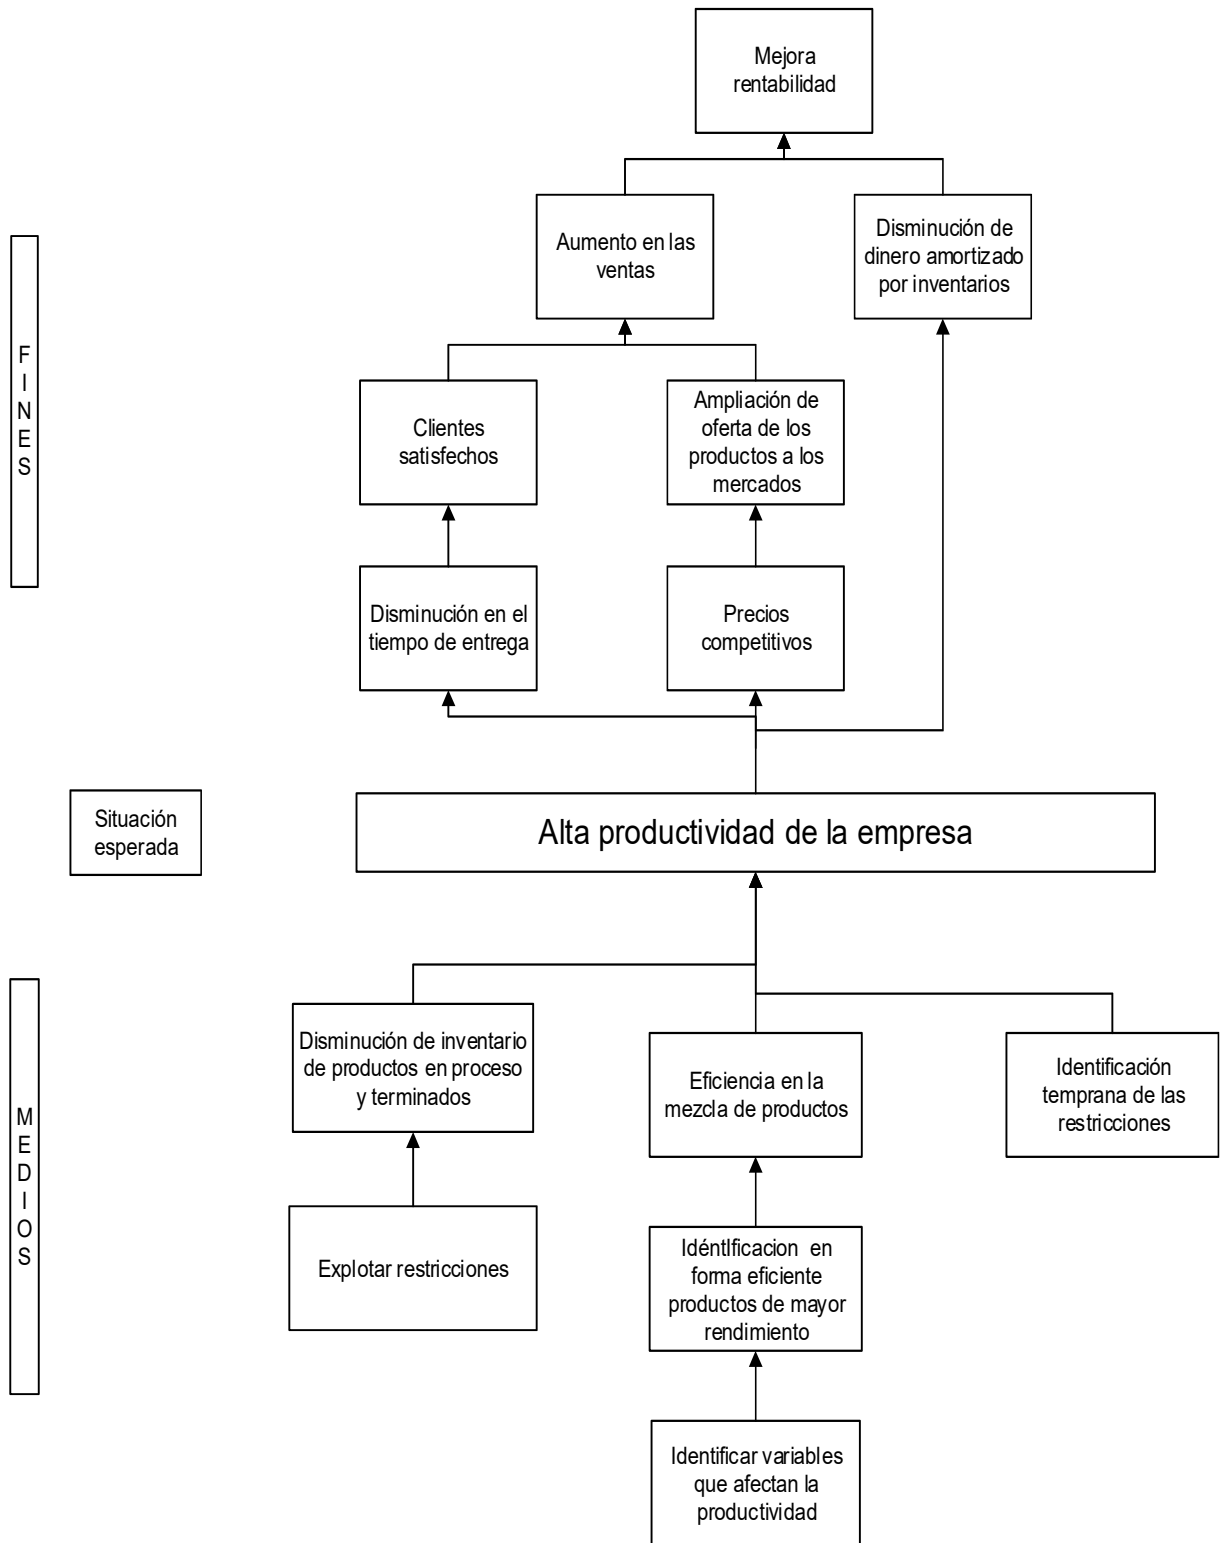 Mejora
rentabilidad
Aumento en las
ventas
Disminución de
dinero amortizado
por inventarios
FINES
Clientes
satisfechos
Ampliación de
oferta de los
productos a los
mercados
Disminución en el
tiempo de entrega
Precios
competitivos
Situación
esperada
Alta productividad de la empresa
MEDIOS
Disminución de inventario
de productos en proceso
y terminados
Eficiencia en la
mezcla de productos
Identificación
temprana de las
restricciones
Explotar restricciones
IdéntIficacion en
forma eficiente
productos de mayor
rendimiento
Identificar variables
que afectan la
productividad